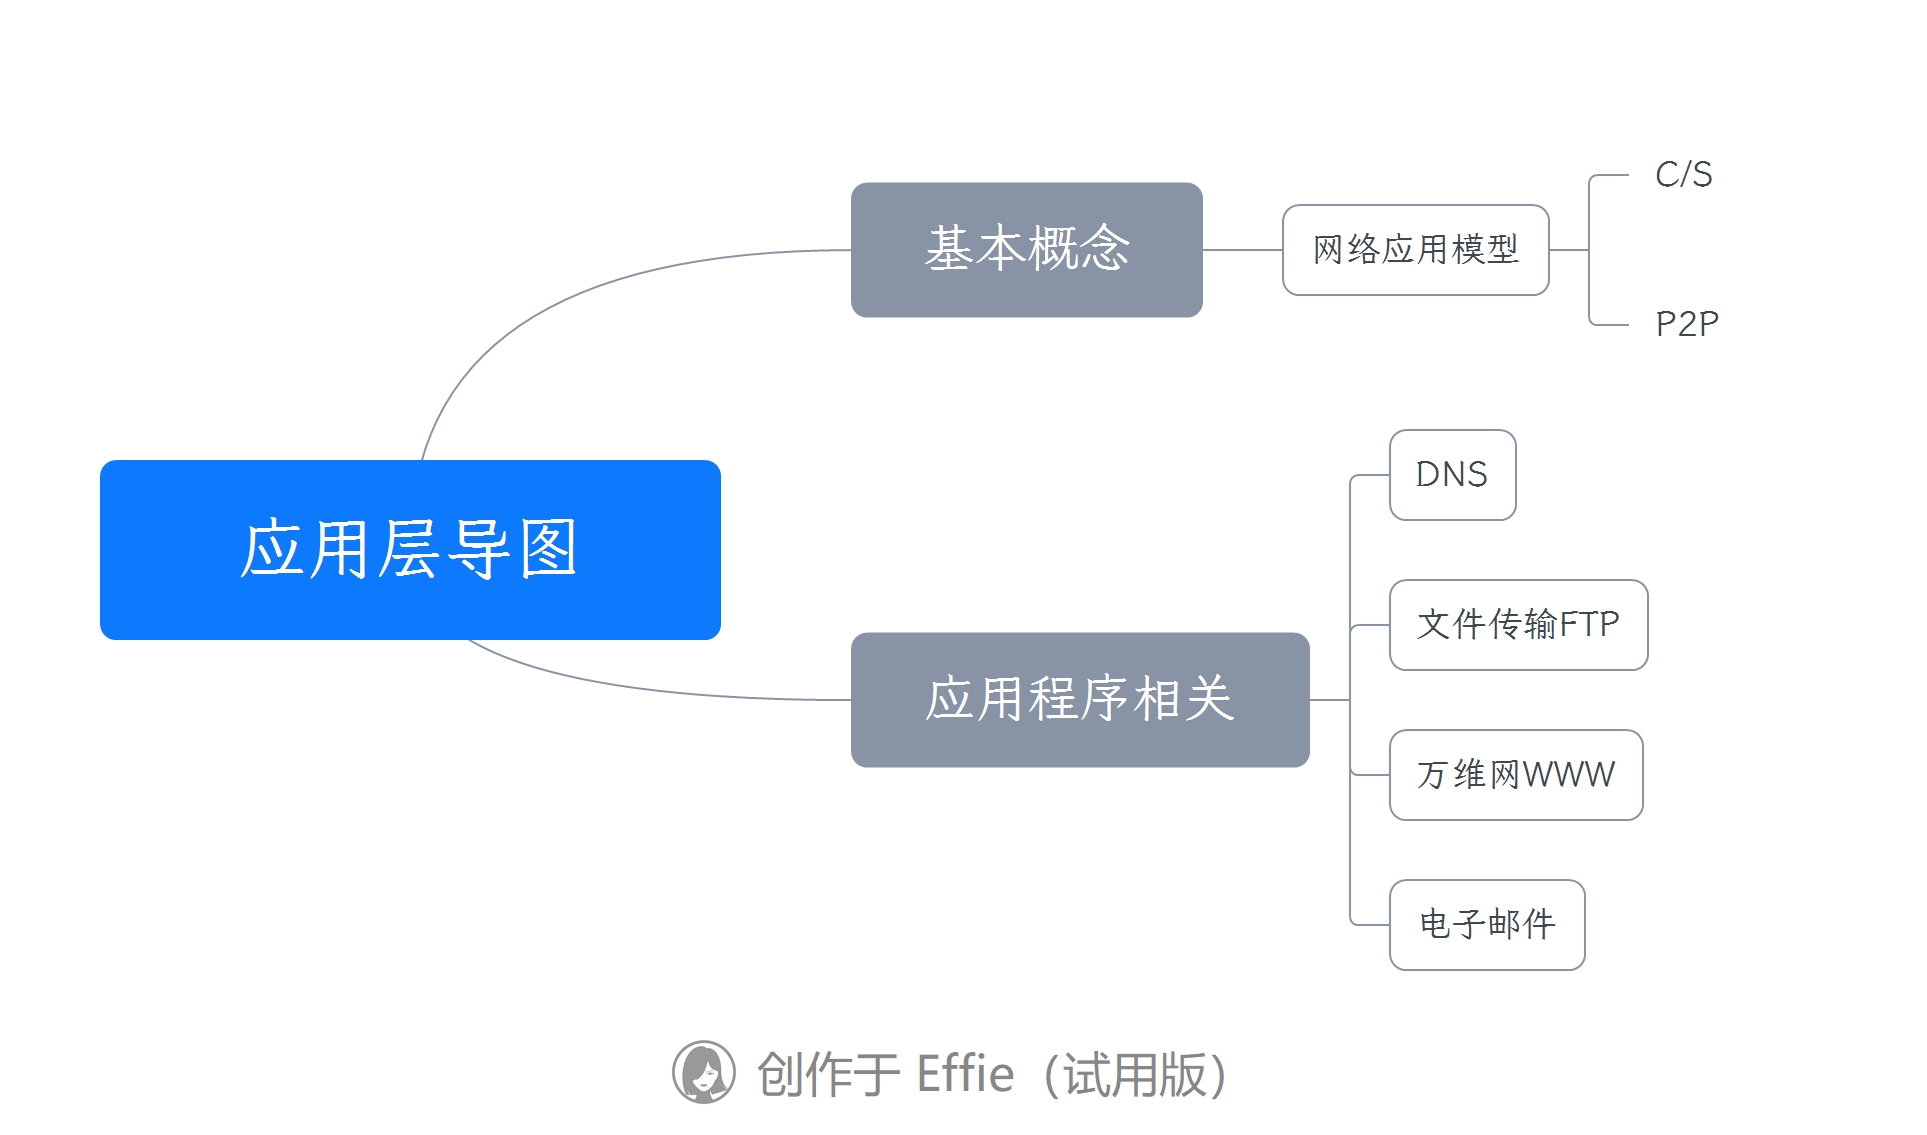 应用层导图
基本概念
网络应用模型
C/S
P2P
应用程序相关
DNS
文件传输FTP
万维网WWW
电子邮件
创作于 Effie（试用版）